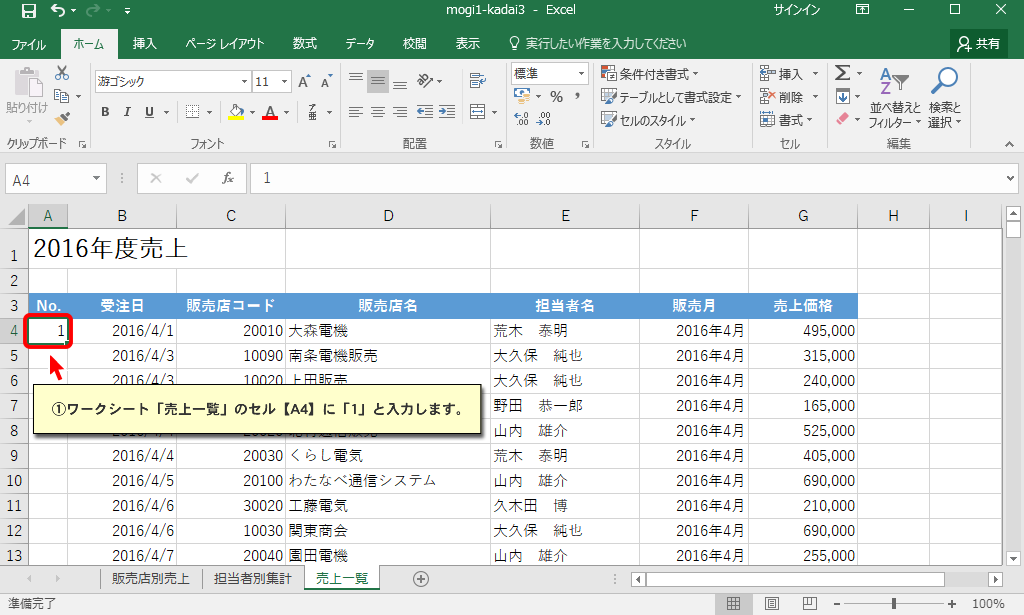 mogi1-kadai3 - Excel
サインイン
ファイル ホーム 挿入 ページ レイアウト 数式 データ 校閲 表示 実行したい作業を入力してください 共有
貼り付け
游ゴシック 11 A A
B I U A
標準
% ,
条件付き書式
テーブルとして書式設定
セルのスタイル
挿入
削除
書式
Σ
並べ替えと フィルター
検索と 選択
クリップボード フォント 配置 数値 スタイル セル 編集
A4 fx 1
A B C D E F G H I
1 2016年度売上
2
3 No. 受注日 販売店コード 販売店名 担当者名 販売月 売上価格
4 1 2016/4/1 20010 大森電機 荒木 泰明 2016年4月 495,000
5 2016/4/3 10090 南条電機販売 大久保 純也 2016年4月 315,000
6 2016/4/3 10020 上田販売 大久保 純也 2016年4月 240,000
①ワークシート「売上一覧」のセル【A4】に「1」と入力します。
7 野田 恭一郎 2016年4月 165,000
8 山内 雄介 2016年4月 525,000
9 2016/4/4 20030 くらし電気 荒木 泰明 2016年4月 405,000
10 2016/4/5 20100 わたなべ通信システム 山内 雄介 2016年4月 690,000
11 2016/4/6 30020 工藤電気 久木田 博 2016年4月 210,000
12 2016/4/6 10030 関東商会 大久保 純也 2016年4月 690,000
13 2016/4/7 20040 園田電機 山内 雄介 2016年4月 255,000
販売店別売上 担当者別集計 売上一覧
準備完了 100%